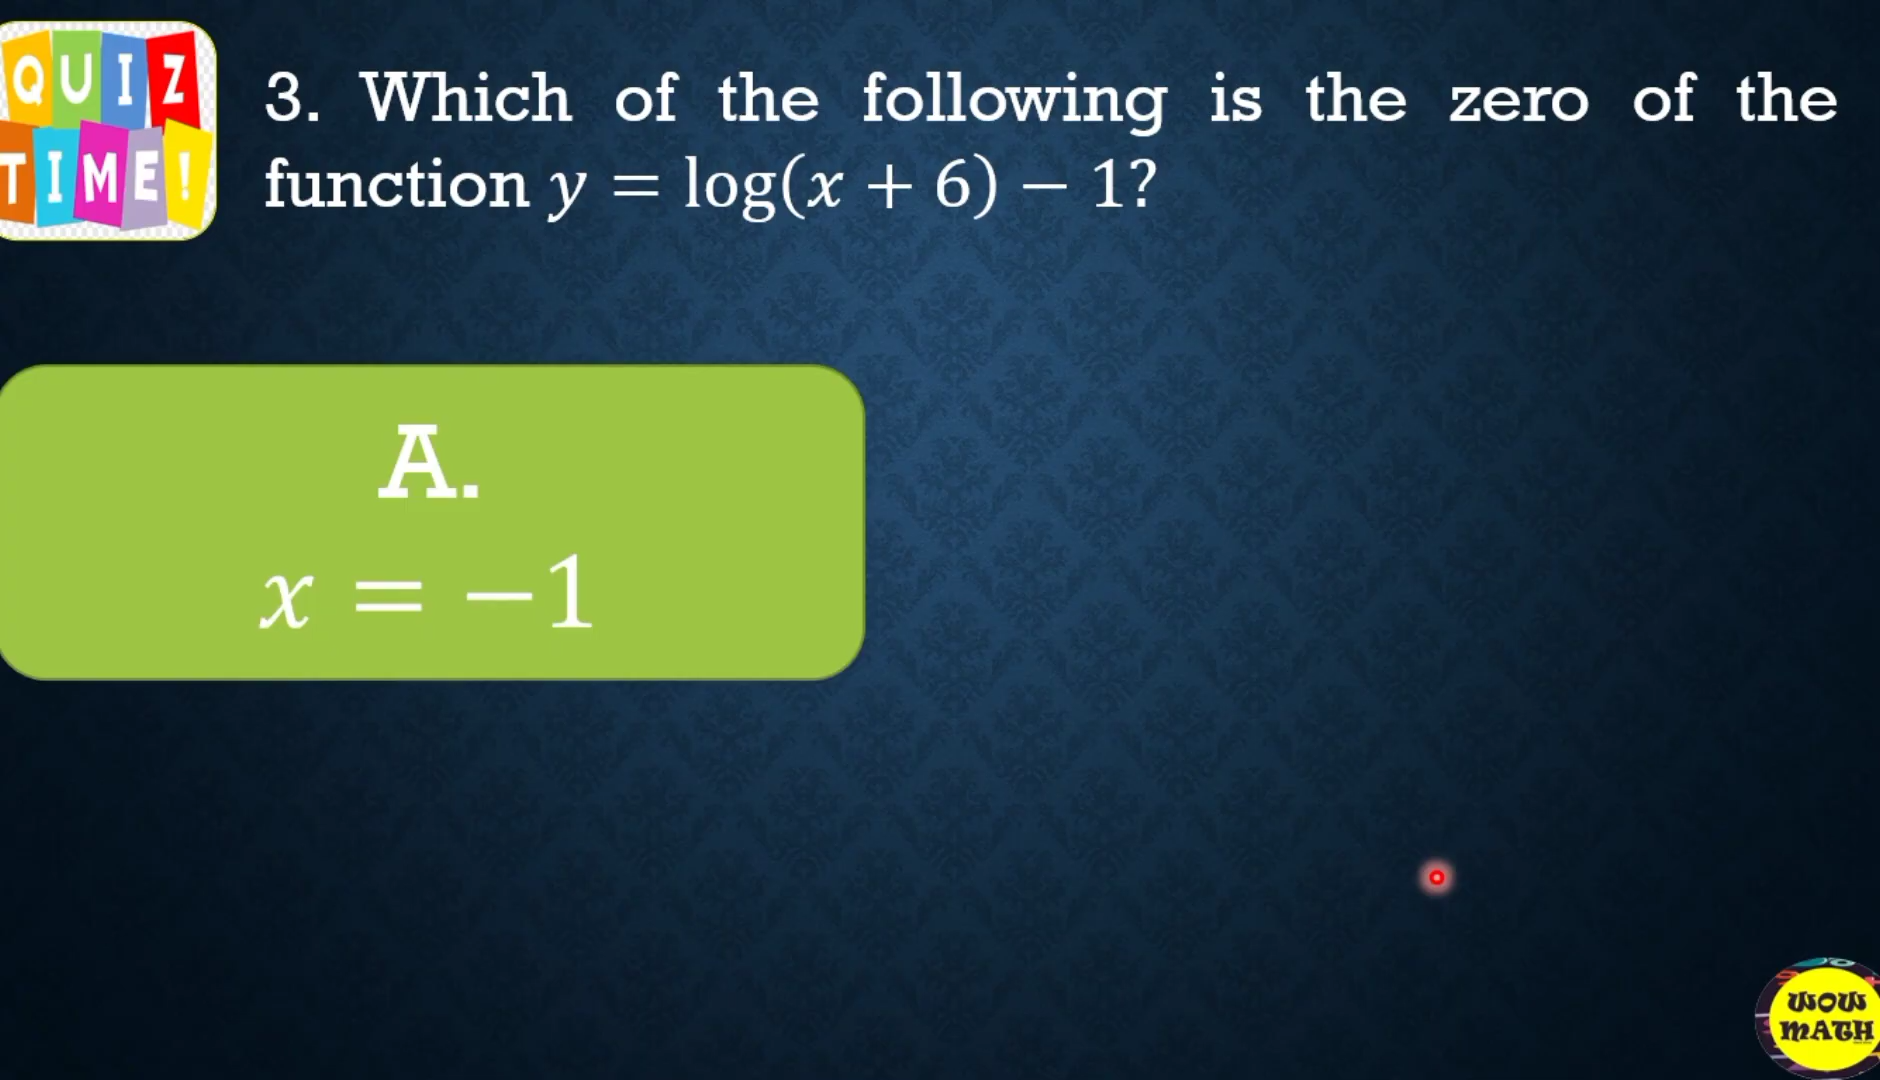 QUIZ
TIME!
3. Which of the following is the zero of the
function y = log(x + 6) − 1?
A.
x = −1
WOW
MATH